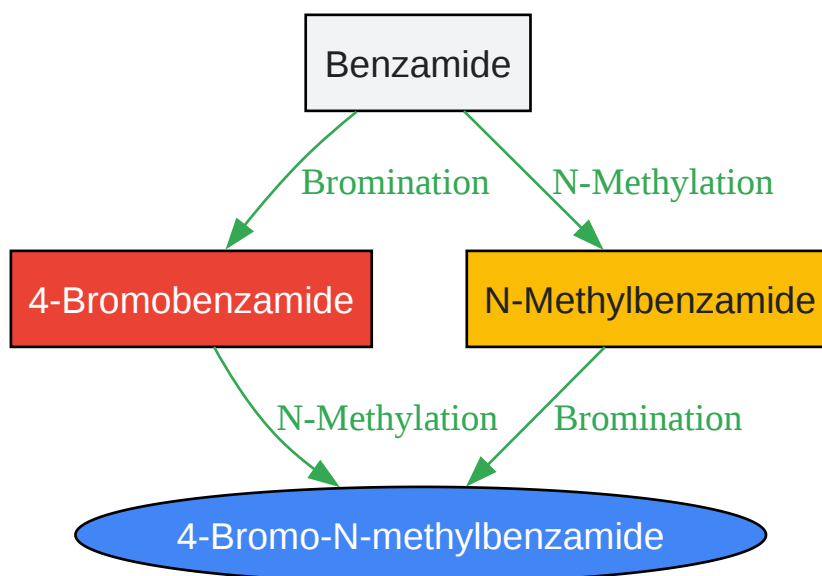 Benzamide
Bromination
N-Methylation
4-Bromobenzamide
N-Methylbenzamide
N-Methylation
Bromination
4-Bromo-N-methylbenzamide